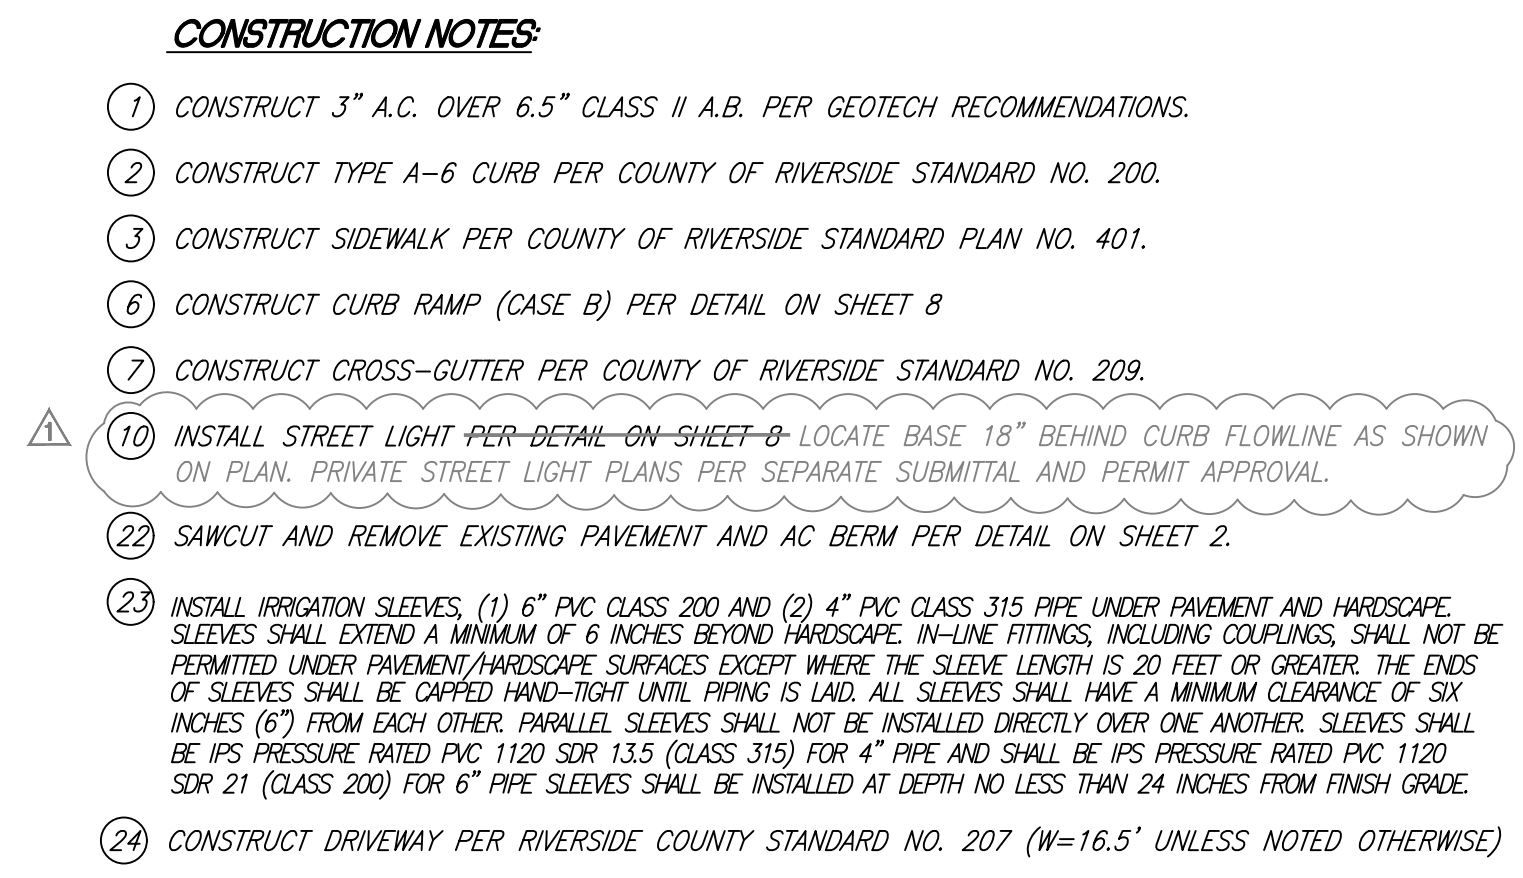 CONSTRUCTION NOTES:
1 CONSTRUCT 3" A.C. OVER 6.5" CLASS II A.B. PER GEOTECH RECOMMENDATIONS.
2 CONSTRUCT TYPE A-6 CURB PER COUNTY OF RIVERSIDE STANDARD NO. 200.
3 CONSTRUCT SIDEWALK PER COUNTY OF RIVERSIDE STANDARD PLAN NO. 401.
6 CONSTRUCT CURB RAMP (CASE B) PER DETAIL ON SHEET 8
7 CONSTRUCT CROSS-GUTTER PER COUNTY OF RIVERSIDE STANDARD NO. 209.
1 10 INSTALL STREET LIGHT PER DETAIL ON SHEET 8 LOCATE BASE 18" BEHIND CURB FLOWLINE AS SHOWN
ON PLAN. PRIVATE STREET LIGHT PLANS PER SEPARATE SUBMITTAL AND PERMIT APPROVAL.
22 SAWCUT AND REMOVE EXISTING PAVEMENT AND AC BERM PER DETAIL ON SHEET 2.
23 INSTALL IRRIGATION SLEEVES, (1) 6" PVC CLASS 200 AND (2) 4" PVC CLASS 315 PIPE UNDER PAVEMENT AND HARDSCAPE.
SLEEVES SHALL EXTEND A MINIMUM OF 6 INCHES BEYOND HARDSCAPE. IN-LINE FITTINGS, INCLUDING COUPLINGS, SHALL NOT BE
PERMITTED UNDER PAVEMENT/HARDSCAPE SURFACES EXCEPT WHERE THE SLEEVE LENGTH IS 20 FEET OR GREATER. THE ENDS
OF SLEEVES SHALL BE CAPPED HAND-TIGHT UNTIL PIPING IS LAID. ALL SLEEVES SHALL HAVE A MINIMUM CLEARANCE OF SIX
INCHES (6") FROM EACH OTHER. PARALLEL SLEEVES SHALL NOT BE INSTALLED DIRECTLY OVER ONE ANOTHER. SLEEVES SHALL
BE IPS PRESSURE RATED PVC 1120 SDR 13.5 (CLASS 315) FOR 4" PIPE AND SHALL BE IPS PRESSURE RATED PVC 1120
SDR 21 (CLASS 200) FOR 6" PIPE SLEEVES SHALL BE INSTALLED AT DEPTH NO LESS THAN 24 INCHES FROM FINISH GRADE.
24 CONSTRUCT DRIVEWAY PER RIVERSIDE COUNTY STANDARD NO. 207 (W=16.5' UNLESS NOTED OTHERWISE)